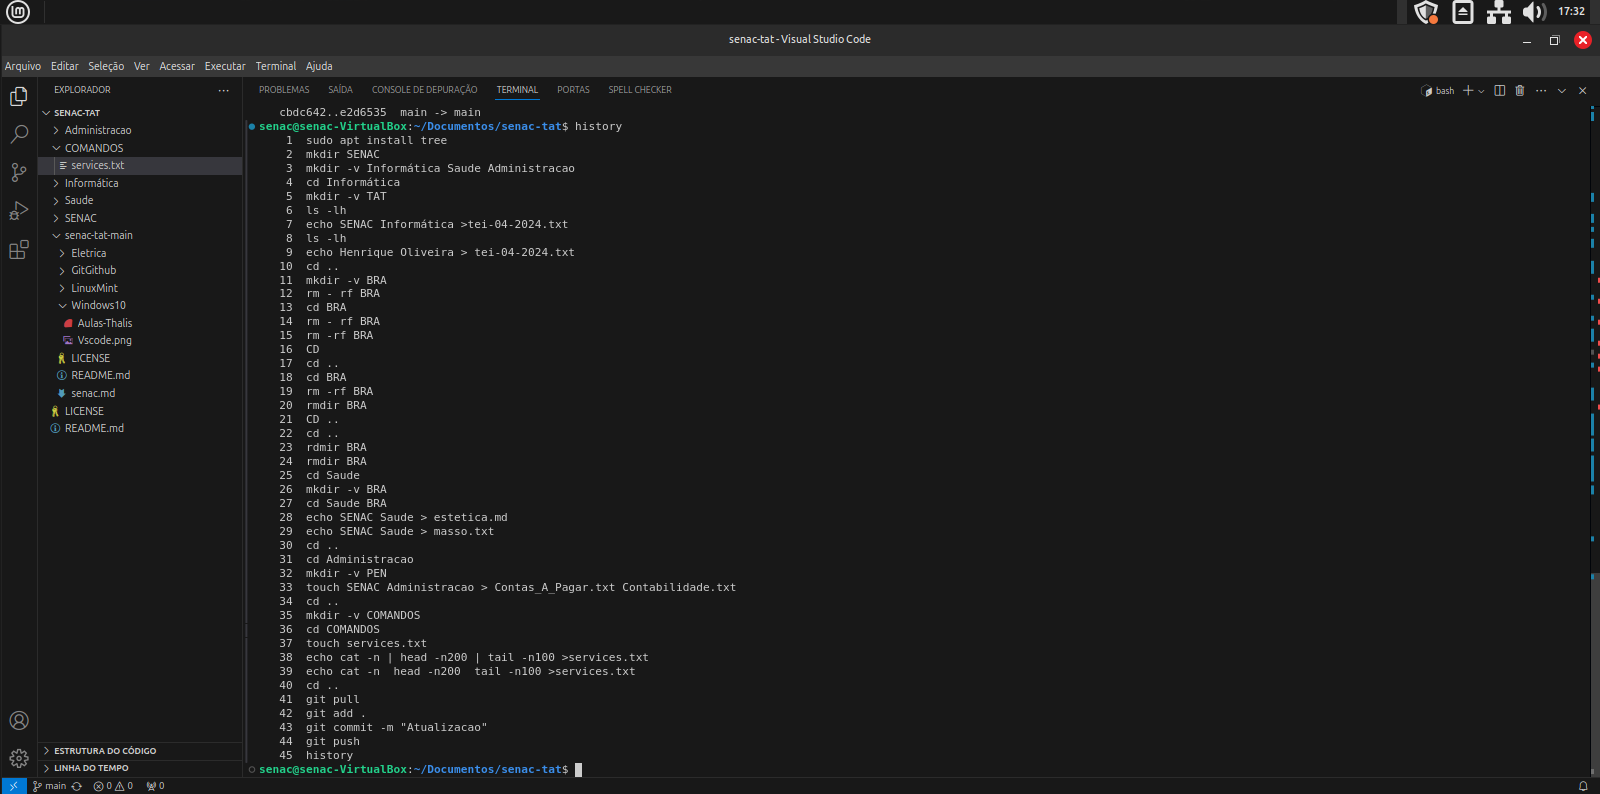 17:32
senac-tat - Visual Studio Code
Arquivo Editar Seleção Ver Acessar Executar Terminal Ajuda
EXPLORADOR
SENAC-TAT
Administracao
COMANDOS
services.txt
Informática
Saude
SENAC
senac-tat-main
Eletrica
GitGithub
LinuxMint
Windows10
Aulas-Thalis
Vscode.png
LICENSE
README.md
senac.md
LICENSE
README.md
ESTRUTURA DO CÓDIGO
LINHA DO TEMPO
PROBLEMAS SAÍDA CONSOLE DE DEPURAÇÃO TERMINAL PORTAS SPELL CHECKER
bash
cbdc642..e2d6535  main -> main
senac@senac-VirtualBox:~/Documentos/senac-tat$ history
1  sudo apt install tree
2  mkdir SENAC
3  mkdir -v Informática Saude Administracao
4  cd Informática
5  mkdir -v TAT
6  ls -lh
7  echo SENAC Informática >tei-04-2024.txt
8  ls -lh
9  echo Henrique Oliveira > tei-04-2024.txt
10  cd ..
11  mkdir -v BRA
12  rm - rf BRA
13  cd BRA
14  rm - rf BRA
15  rm -rf BRA
16  CD
17  cd ..
18  cd BRA
19  rm -rf BRA
20  rmdir BRA
21  CD ..
22  cd ..
23  rdmir BRA
24  rmdir BRA
25  cd Saude
26  mkdir -v BRA
27  cd Saude BRA
28  echo SENAC Saude > estetica.md
29  echo SENAC Saude > masso.txt
30  cd ..
31  cd Administracao
32  mkdir -v PEN
33  touch SENAC Administracao > Contas_A_Pagar.txt Contabilidade.txt
34  cd ..
35  mkdir -v COMANDOS
36  cd COMANDOS
37  touch services.txt
38  echo cat -n | head -n200 | tail -n100 >services.txt
39  echo cat -n  head -n200  tail -n100 >services.txt
40  cd ..
41  git pull
42  git add .
43  git commit -m "Atualizacao"
44  git push
45  history
senac@senac-VirtualBox:~/Documentos/senac-tat$
main 0 0 0